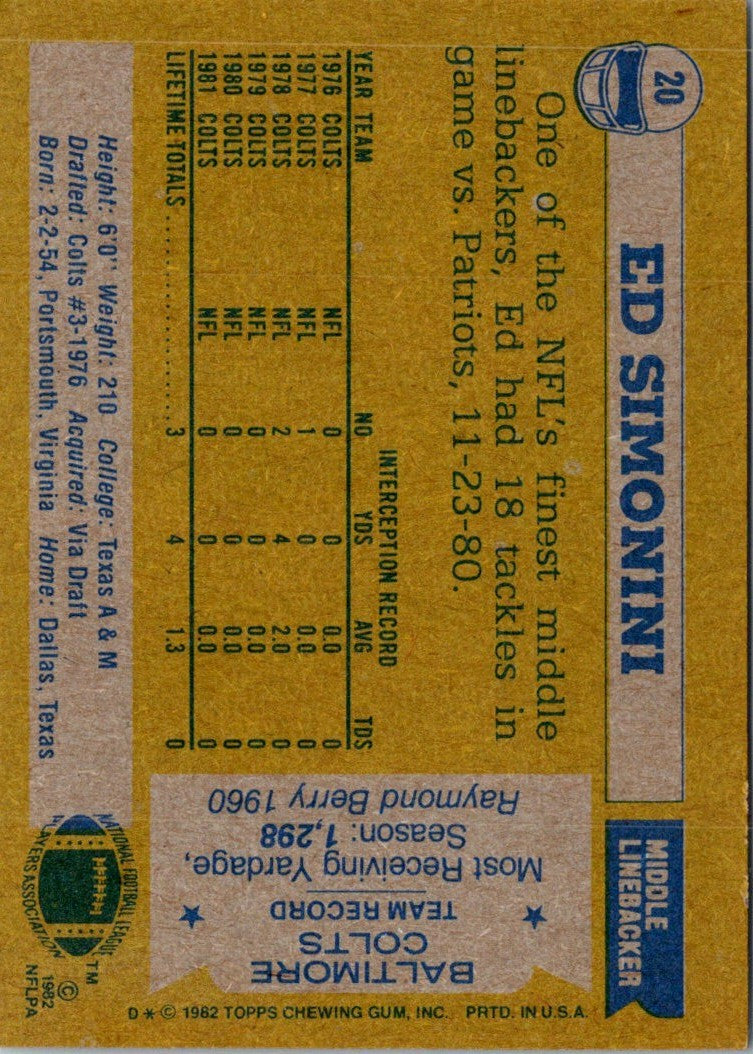 20
ED SIMONINI
MIDDLE
LINEBACKER
One of the NFL's finest middle
linebackers, Ed had 18 tackles in
game vs. Patriots, 11-23-80.
INTERCEPTION RECORD
YEAR TEAM NO YDS AVG TDS
1976 COLTS NFL 0 0 0.0 0
1977 COLTS NFL 1 0 0.0 0
1978 COLTS NFL 2 4 2.0 0
1979 COLTS NFL 0 0 0.0 0
1980 COLTS NFL 0 0 0.0 0
1981 COLTS NFL 0 0 0.0 0
LIFETIME TOTALS . . . . . . . . . . . . . . . . . 3 4 1.3 0
Height: 6'0" Weight: 210 College: Texas A & M
Drafted: Colts #3-1976 Acquired: Via Draft
Born: 2-2-54, Portsmouth, Virginia Home: Dallas, Texas
BALTIMORE
COLTS
TEAM RECORD
Most Receiving Yardage,
Season: 1,298
Raymond Berry 1960
NATIONAL FOOTBALL LEAGUE
PLAYERS ASSOCIATION
TM
©
1982
NFLPA
D * © 1982 TOPPS CHEWING GUM, INC. PRTD. IN U.S.A.